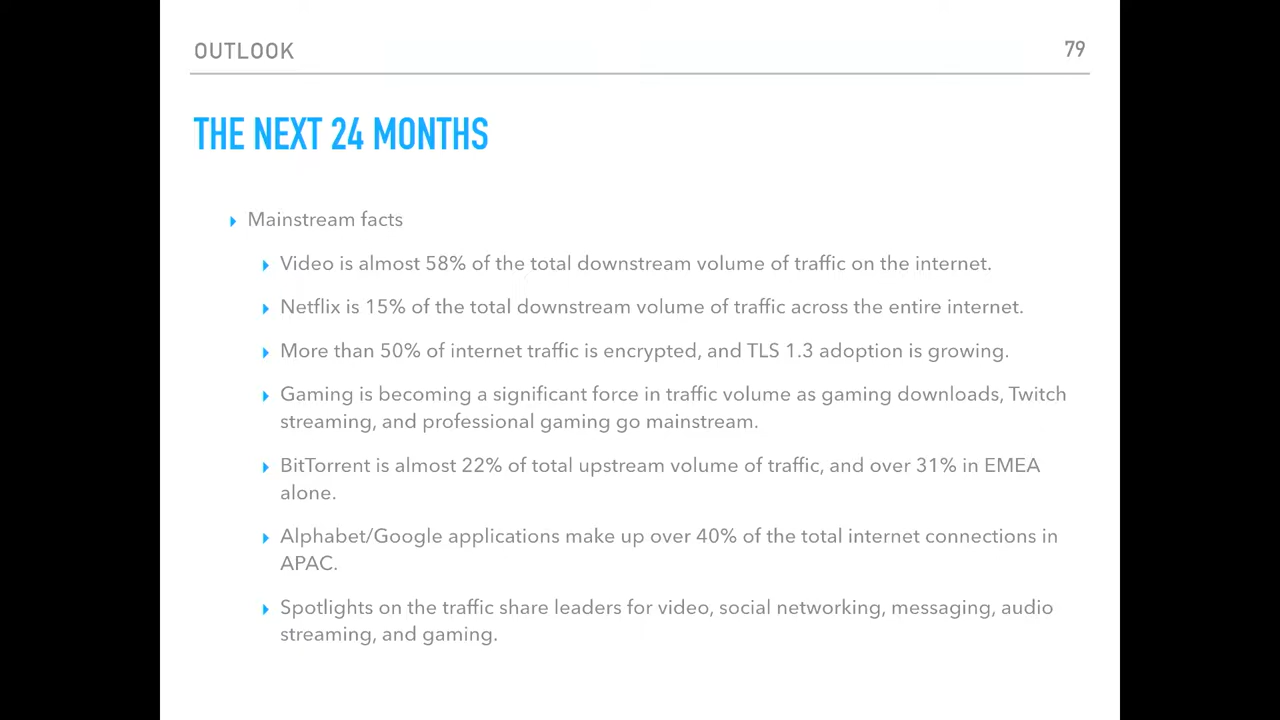 OUTLOOK
79
THE NEXT 24 MONTHS
Mainstream facts
Video is almost 58% of the total downstream volume of traffic on the internet.
Netflix is 15% of the total downstream volume of traffic across the entire internet.
More than 50% of internet traffic is encrypted, and TLS 1.3 adoption is growing.
Gaming is becoming a significant force in traffic volume as gaming downloads, Twitch
streaming, and professional gaming go mainstream.
BitTorrent is almost 22% of total upstream volume of traffic, and over 31% in EMEA
alone.
Alphabet/Google applications make up over 40% of the total internet connections in
APAC.
Spotlights on the traffic share leaders for video, social networking, messaging, audio
streaming, and gaming.